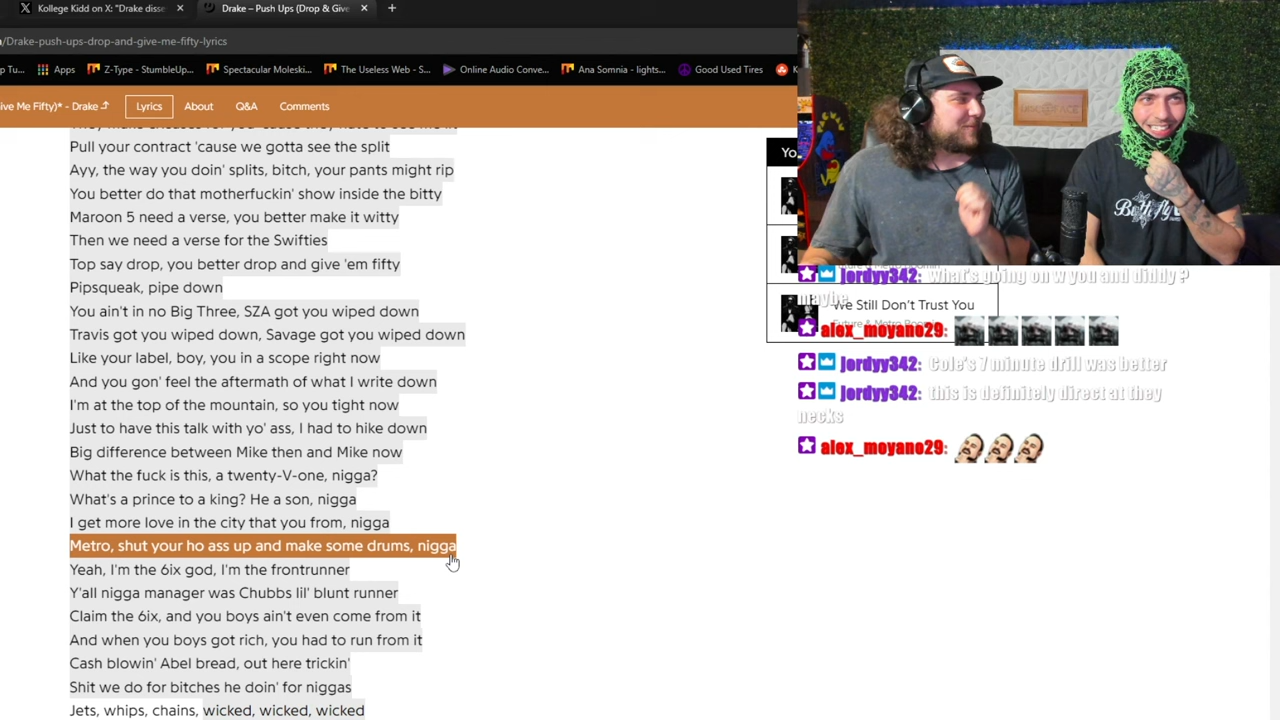 Kollege Kidd on X: "Drake disse
Drake – Push Ups (Drop & Give
/Drake-push-ups-drop-and-give-me-fifty-lyrics
p Tu...
Apps
Z-Type - StumbleUp...
Spectacular Moleski...
The Useless Web - S...
Online Audio Conve...
Ana Somnia - lights...
Good Used Tires
ive Me Fifty)* - Drake
Lyrics
About
Q&A
Comments
Pull your contract 'cause we gotta see the split
Ayy, the way you doin' splits, bitch, your pants might rip
You better do that motherfuckin' show inside the bitty
Maroon 5 need a verse, you better make it witty
Then we need a verse for the Swifties
Top say drop, you better drop and give 'em fifty
Pipsqueak, pipe down
You ain't in no Big Three, SZA got you wiped down
Travis got you wiped down, Savage got you wiped down
Like your label, boy, you in a scope right now
And you gon' feel the aftermath of what I write down
I'm at the top of the mountain, so you tight now
Just to have this talk with yo' ass, I had to hike down
Big difference between Mike then and Mike now
What the fuck is this, a twenty-V-one, nigga?
What's a prince to a king? He a son, nigga
I get more love in the city that you from, nigga
Metro, shut your ho ass up and make some drums, nigga
Yeah, I'm the 6ix god, I'm the frontrunner
Y'all nigga manager was Chubbs lil' blunt runner
Claim the 6ix, and you boys ain't even come from it
And when you boys got rich, you had to run from it
Cash blowin' Abel bread, out here trickin'
Shit we do for bitches he doin' for niggas
Jets, whips, chains, wicked, wicked, wicked
Yo
We Still Don't Trust You
Future & Metro Boomin
jordyy342: what's going on w you and diddy ?
maybe
alex_moyano29:
jordyy342: Cole's 7 minute drill was better
jordyy342: this is definitely direct at they
necks
alex_moyano29: